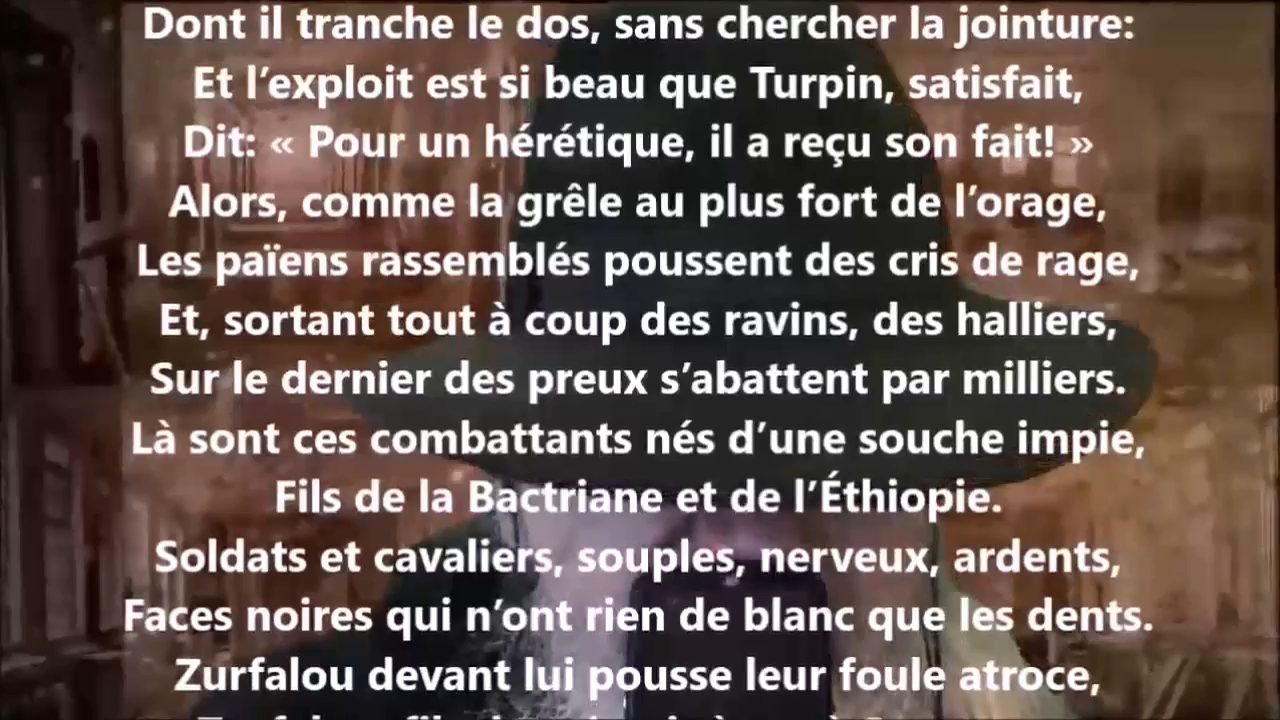 Dont il tranche le dos, sans chercher la jointure:
Et l’exploit est si beau que Turpin, satisfait,
Dit: « Pour un hérétique, il a reçu son fait! »
Alors, comme la grêle au plus fort de l’orage,
Les païens rassemblés poussent des cris de rage,
Et, sortant tout à coup des ravins, des halliers,
Sur le dernier des preux s’abattent par milliers.
Là sont ces combattants nés d’une souche impie,
Fils de la Bactriane et de l’Éthiopie.
Soldats et cavaliers, souples, nerveux, ardents,
Faces noires qui n’ont rien de blanc que les dents.
Zurfalou devant lui pousse leur foule atroce,